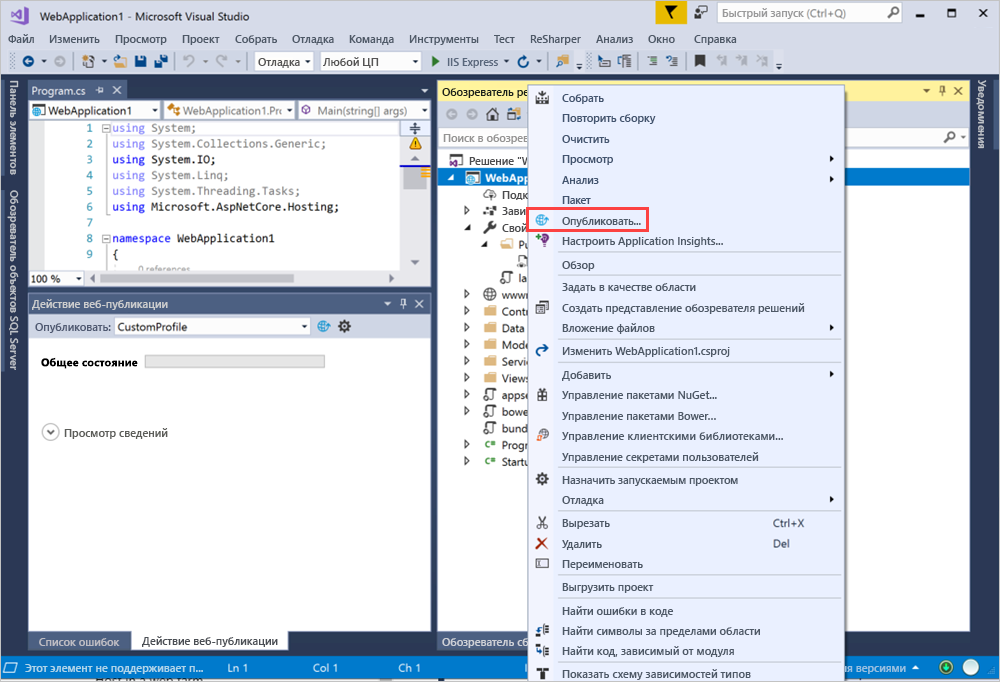 WebApplication1 - Microsoft Visual Studio
Быстрый запуск (Ctrl+Q)
Файл Изменить Просмотр Проект Собрать Отладка Команда Инструменты Тест ReSharper Анализ Окно Справка
Отладка Любой ЦП IIS Express
Панель элементов
Обозреватель объектов SQL Server
Program.cs
WebApplication1 WebApplication1.Pr Main(string[] args)
1 using System;
2 using System.Collections.Generic;
3 using System.IO;
4 using System.Linq;
5 using System.Threading.Tasks;
6 using Microsoft.AspNetCore.Hosting;
7
8 namespace WebApplication1
9 {
0 references
100 %
Действие веб-публикации
Опубликовать: CustomProfile
Общее состояние
Просмотр сведений
Список ошибок Действие веб-публикации
Обозреватель ре
Поиск в обозрев
Решение "W
WebApp
Подк
Зави
Свой
Pu
la
wwwr
Contr
Data
Mode
Servi
Views
appse
bowe
bund
Progr
Startu
Обозреватель сб
Уведомления
Собрать
Повторить сборку
Очистить
Просмотр
Анализ
Пакет
Опубликовать...
Настроить Application Insights...
Обзор
Задать в качестве области
Создать представление обозревателя решений
Вложение файлов
Изменить WebApplication1.csproj
Добавить
Управление пакетами NuGet...
Управление пакетами Bower...
Управление клиентскими библиотеками...
Управление секретами пользователей
Назначить запускаемым проектом
Отладка
Вырезать Ctrl+X
Удалить Del
Переименовать
Выгрузить проект
Найти ошибки в коде
Найти символы за пределами области
Найти код, зависимый от модуля
Показать схему зависимостей типов
Этот элемент не поддерживает п... Ln 1 Col 1 Ch 1 я версиями